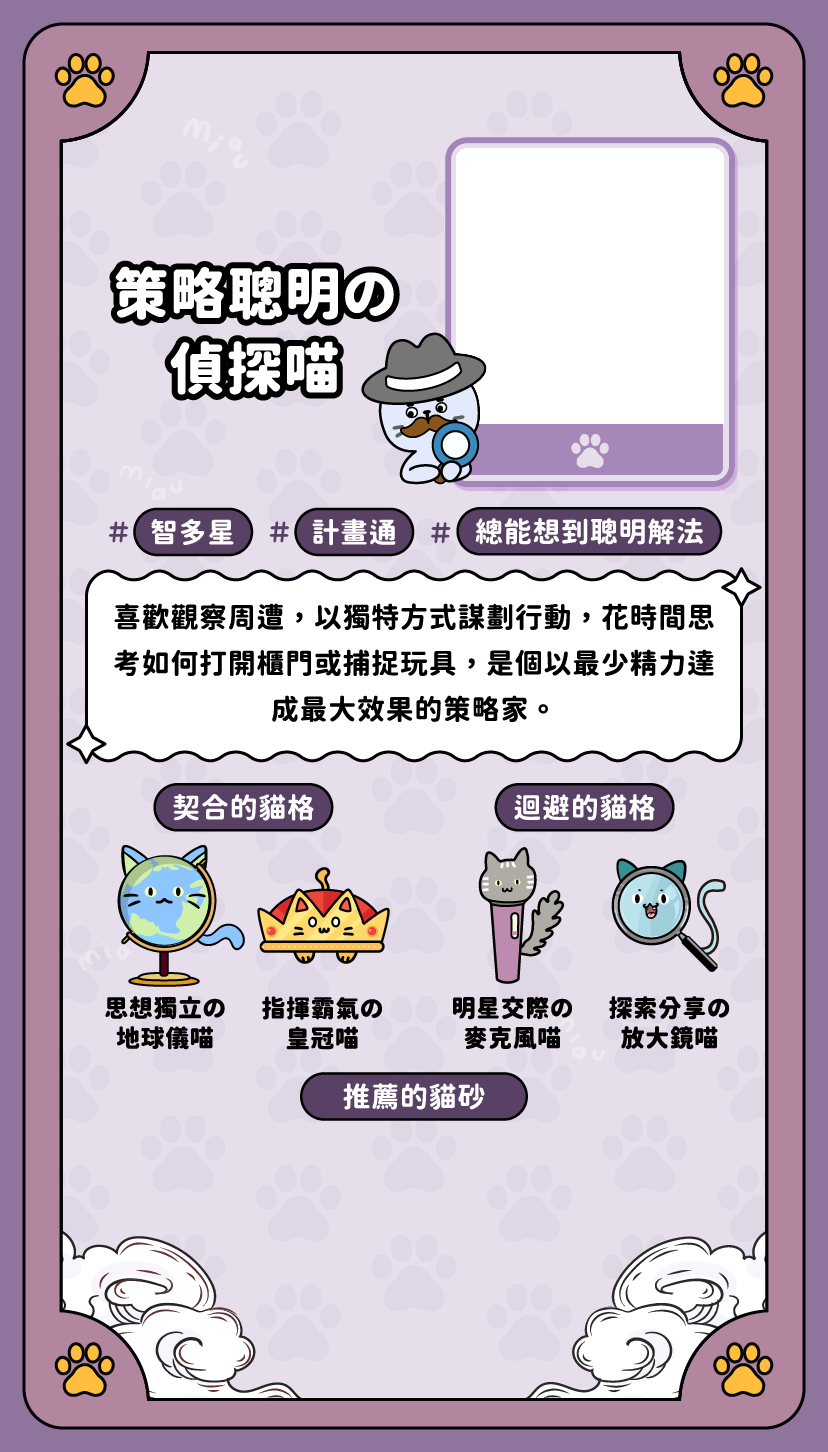 miau
策略聰明の
偵探喵
miau
#智多星 #計畫通 #總能想到聰明解法
喜歡觀察周遭，以獨特方式謀劃行動，花時間思
考如何打開櫃門或捕捉玩具，是個以最少精力達
成最大效果的策略家。
契合的貓格 迴避的貓格
miau
思想獨立の
地球儀喵
指揮霸氣の
皇冠喵
明星交際の
麥克風喵
探索分享の
放大鏡喵
推薦的貓砂